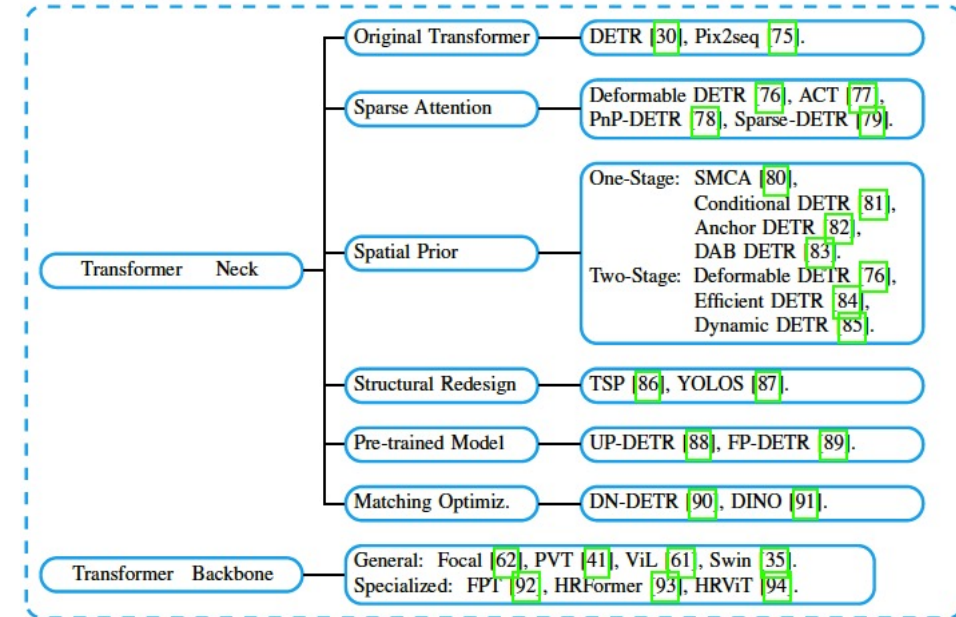 Original Transformer
DETR [30], Pix2seq [75].
Sparse Attention
Deformable DETR [76], ACT [77],
PnP-DETR [78], Sparse-DETR [79].
Transformer Neck
Spatial Prior
One-Stage: SMCA [80],
Conditional DETR [81],
Anchor DETR [82],
DAB DETR [83].
Two-Stage: Deformable DETR [76],
Efficient DETR [84],
Dynamic DETR [85].
Structural Redesign
TSP [86], YOLOS [87].
Pre-trained Model
UP-DETR [88], FP-DETR [89].
Matching Optimiz.
DN-DETR [90], DINO [91].
Transformer Backbone
General: Focal [62], PVT [41], ViL [61], Swin [35].
Specialized: FPT [92], HRFormer [93], HRViT [94].